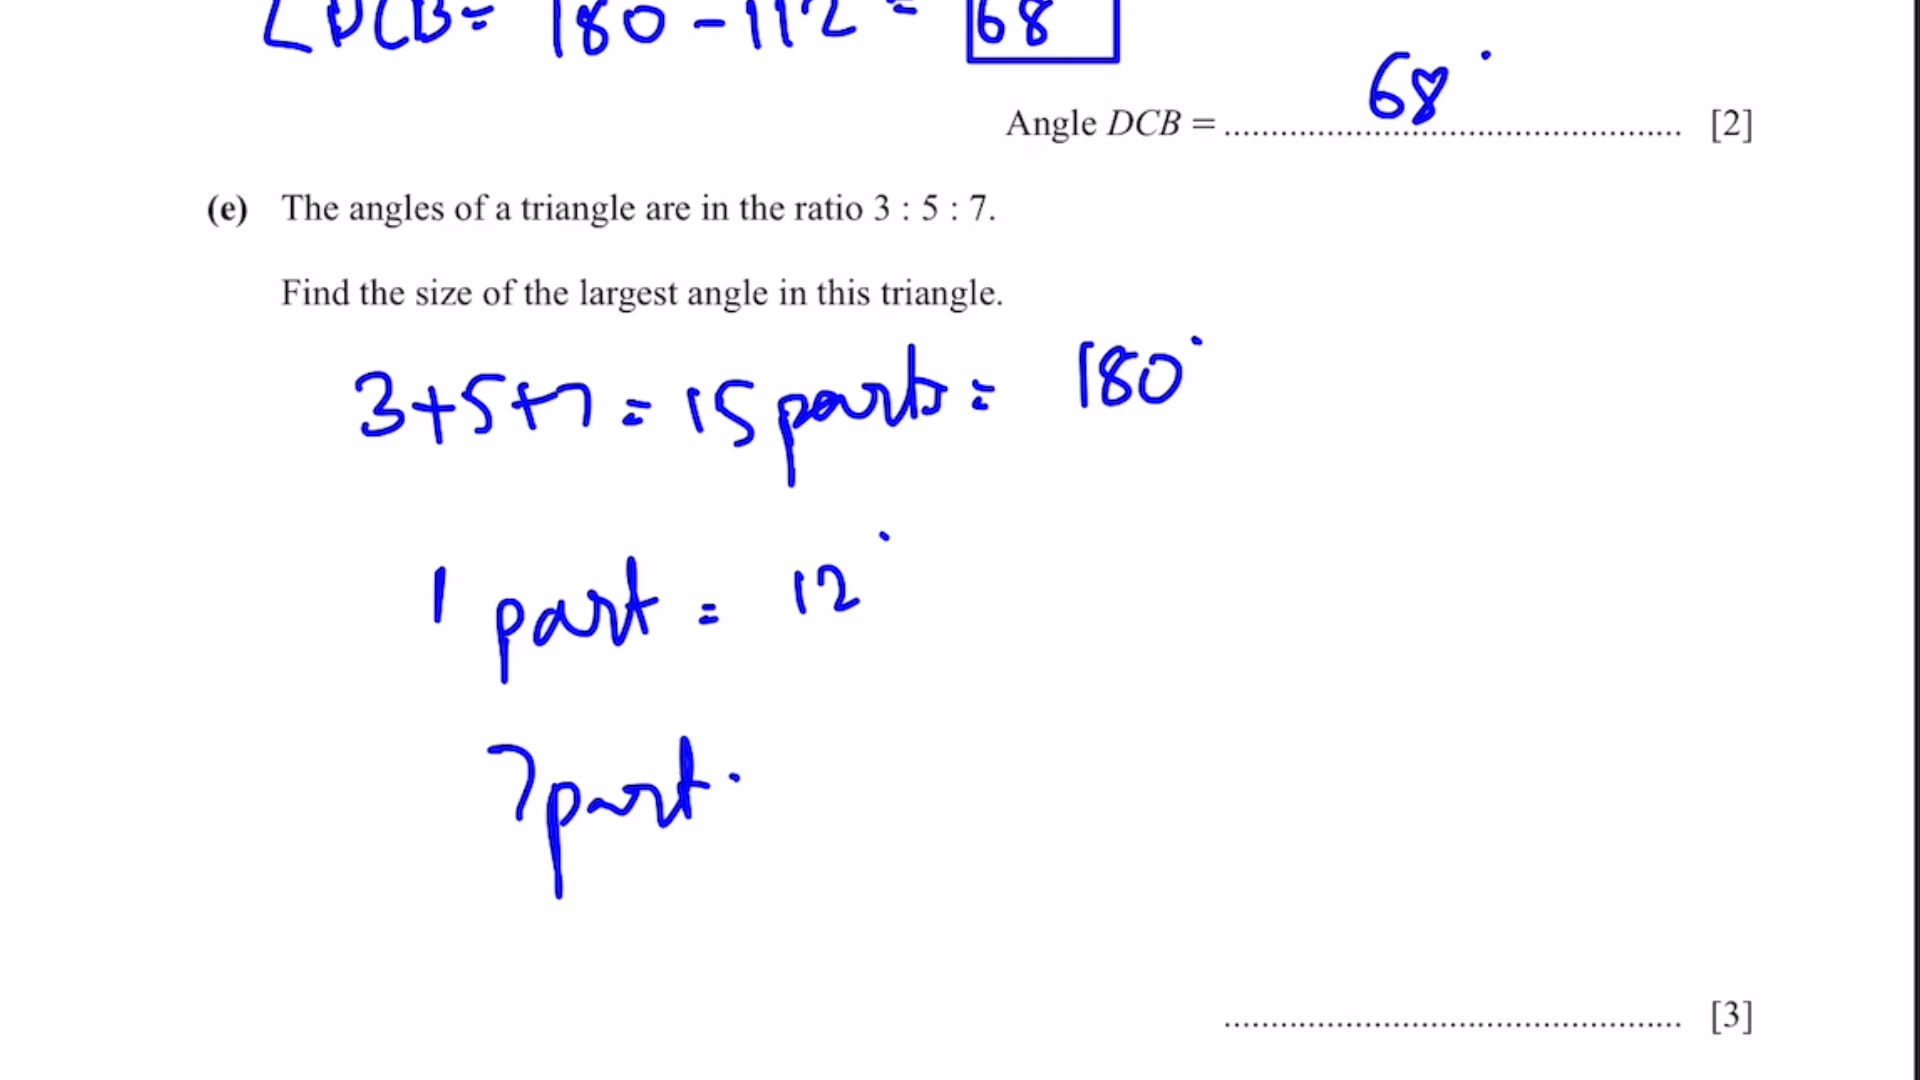 ∠DCB= 180 - 112 = 68
68°
Angle DCB = ................................................ [2]
(e) The angles of a triangle are in the ratio 3 : 5 : 7.
Find the size of the largest angle in this triangle.
3+5+7 = 15 parts = 180°
1 part = 12°
7 part
................................................ [3]